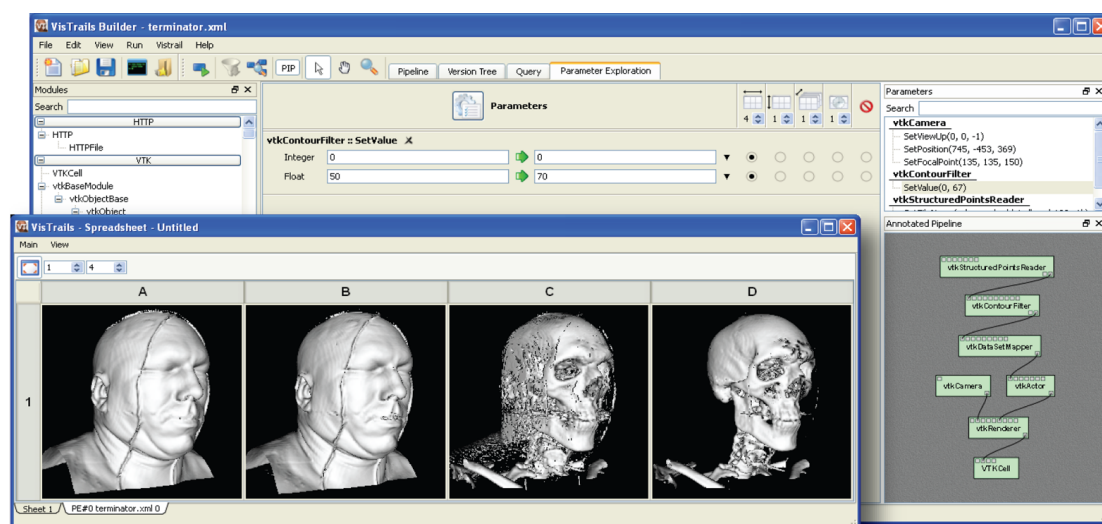 VisTrails Builder - terminator.xml
File Edit View Run Vistrail Help
PIP Pipeline Version Tree Query Parameter Exploration
Modules
Search
HTTP
HTTP
HTTPFile
VTK
VTKCell
vtkBaseModule
vtkObjectBase
vtkObject
Parameters
4 1 1 1
vtkContourFilter :: SetValue
Integer 0 0
Float 50 70
Parameters
Search
vtkCamera
SetViewUp(0, 0, -1)
SetPosition(745, -453, 369)
SetFocalPoint(135, 135, 150)
vtkContourFilter
SetValue(0, 67)
vtkStructuredPointsReader
Annotated Pipeline
vtkStructuredPointsReader
vtkContourFilter
vtkDataSetMapper
vtkCamera vtkActor
vtkRenderer
VTKCell
VisTrails - Spreadsheet - Untitled
Main View
1 4
A B C D
1
Sheet 1 PE#0 terminator.xml 0